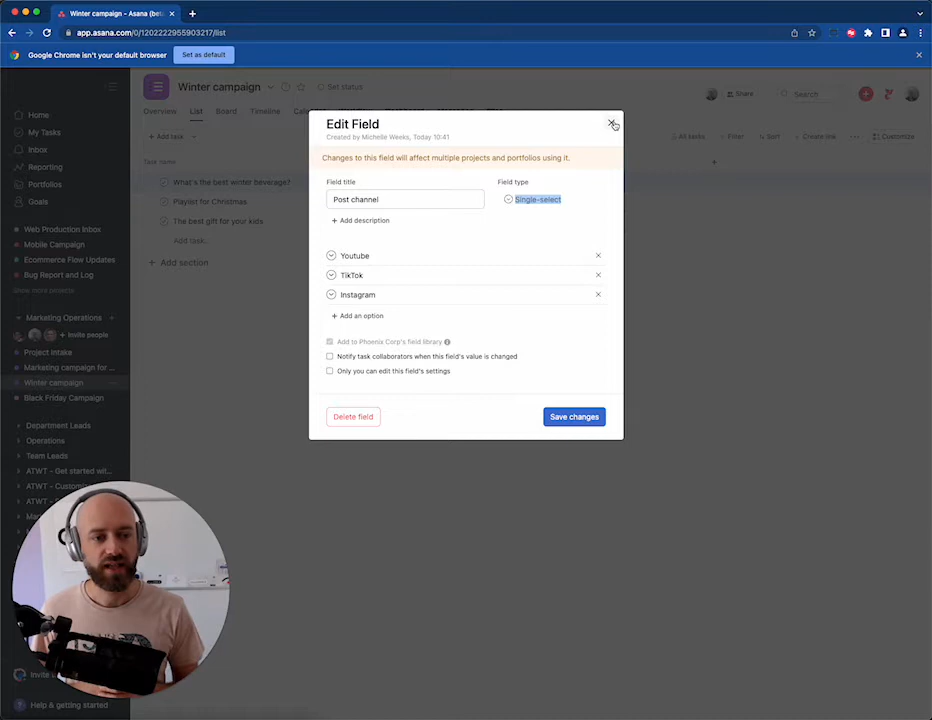 Winter campaign - Asana (beta
app.asana.com/0/1202222955903217/list
Google Chrome isn't your default browser
Set as default
Winter campaign
Set status
Share
Search
Overview
List
Board
Timeline
+ Add task
All tasks
Filter
Sort
Create link
Customize
Task name
What's the best winter beverage?
Playlist for Christmas
The best gift for your kids
Add task..
+ Add section
Home
My Tasks
Inbox
Reporting
Portfolios
Goals
Web Production Inbox
Mobile Campaign
Ecommerce Flow Updates
Bug Report and Log
Show more projects
Marketing Operations
+ Invite people
Project Intake
Marketing campaign for ...
Winter campaign
Black Friday Campaign
Department Leads
Operations
Team Leads
ATWT - Get started wit...
Help & getting started
Edit Field
Created by Michelle Weeks, Today 10:41
Changes to this field will affect multiple projects and portfolios using it.
Field title
Field type
Post channel
Single-select
+ Add description
Youtube
TikTok
Instagram
+ Add an option
Add to Phoenix Corp's field library
Notify task collaborators when this field's value is changed
Only you can edit this field's settings
Delete field
Save changes